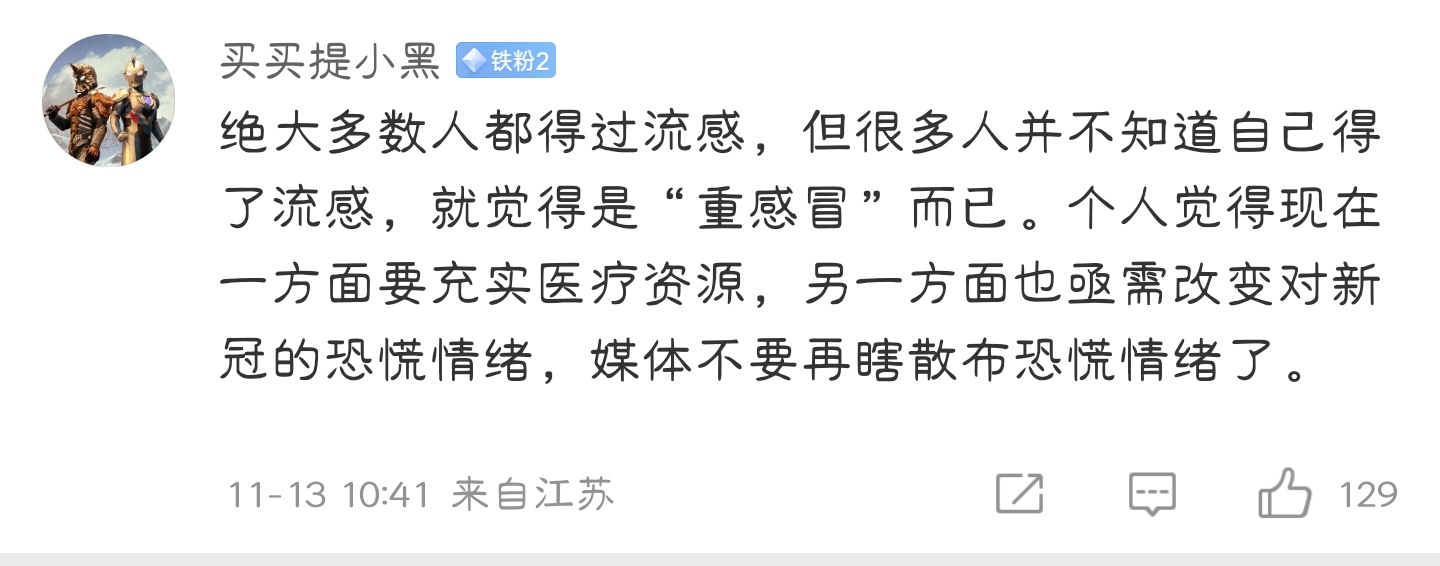 买买提小黑 铁粉2
绝大多数人都得过流感，但很多人并不知道自己得
了流感，就觉得是“重感冒”而已。个人觉得现在
一方面要充实医疗资源，另一方面也亟需改变对新
冠的恐慌情绪，媒体不要再瞎散布恐慌情绪了。
11-13 10:41 来自江苏 129